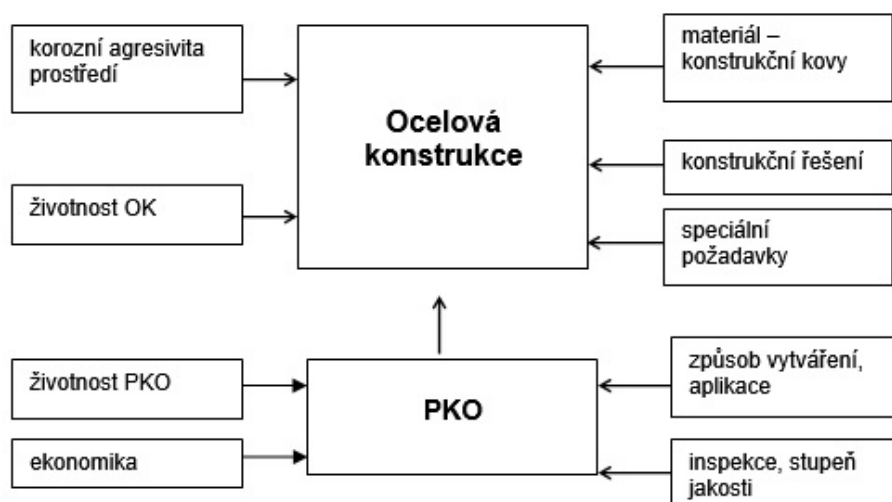 korozní agresivita
prostředí
životnost OK
Ocelová
konstrukce
materiál –
konstrukční kovy
konstrukční řešení
speciální
požadavky
životnost PKO
ekonomika
PKO
způsob vytváření,
aplikace
inspekce, stupeň
jakosti